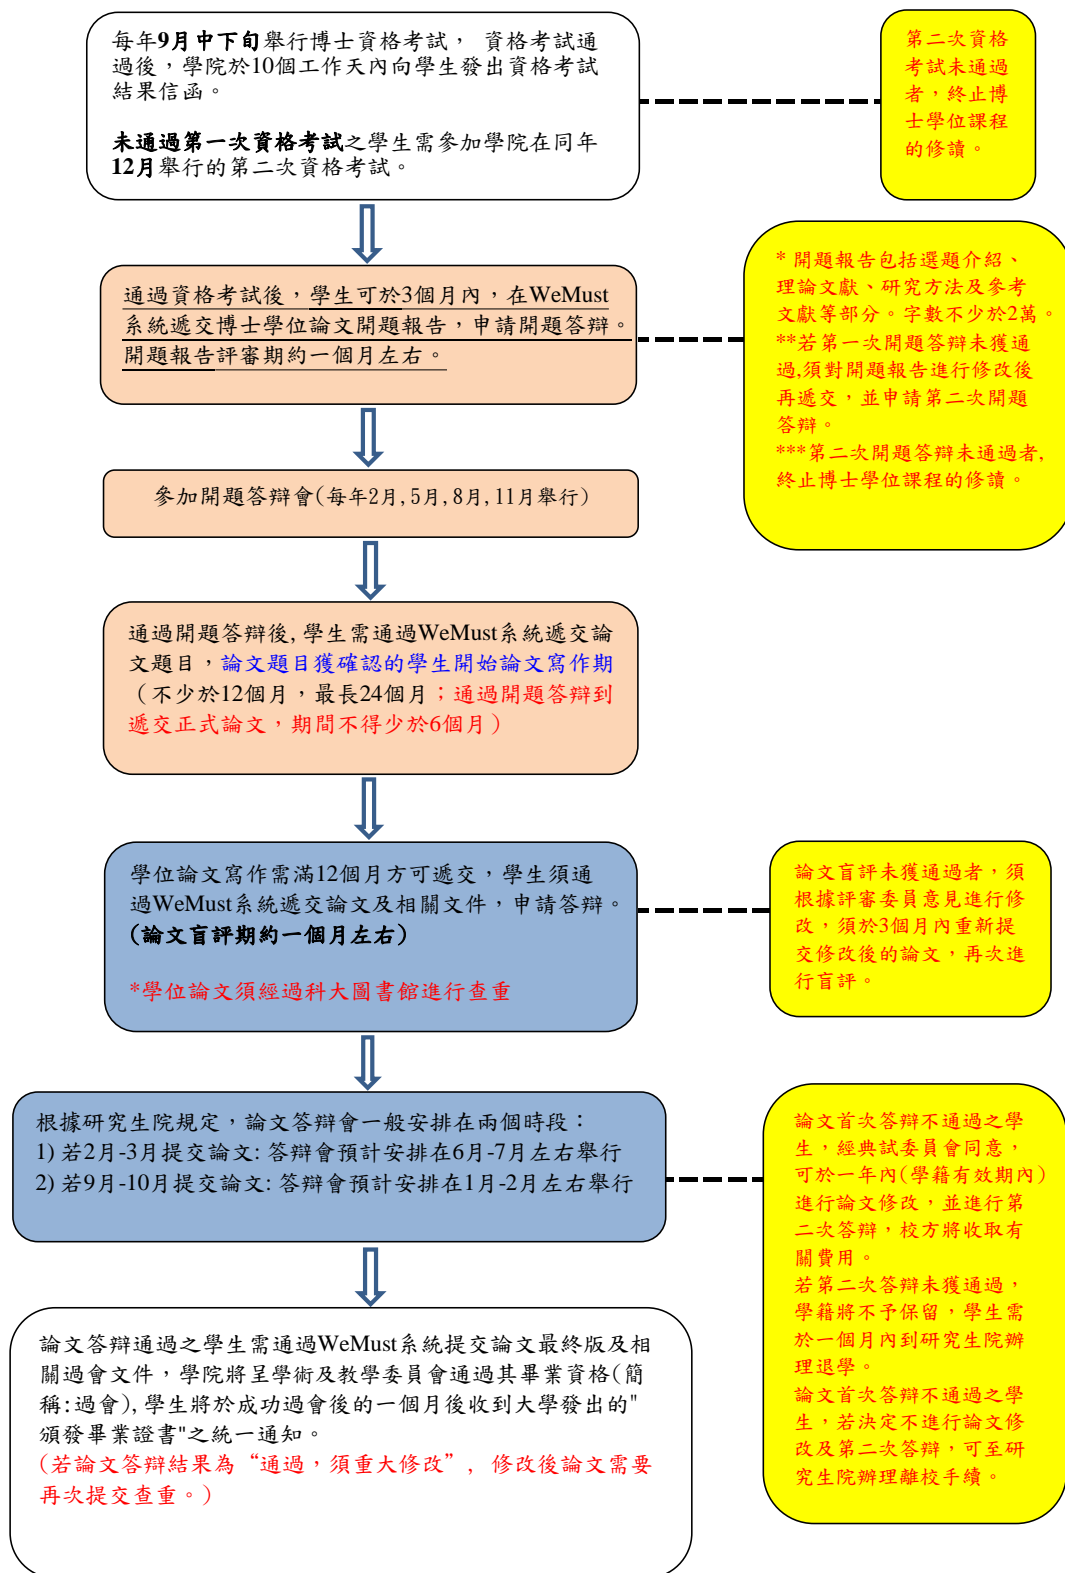 每年9月中下旬舉行博士資格考試， 資格考試通
過後，學院於10個工作天內向學生發出資格考試
結果信函。
未通過第一次資格考試之學生需參加學院在同年
12月舉行的第二次資格考試。
第二次資格
考試未通過
者，終止博
士學位課程
的修讀。
通過資格考試後，學生可於3個月內，在WeMust
系統遞交博士學位論文開題報告，申請開題答辯。
開題報告評審期約一個月左右。
* 開題報告包括選題介紹、
理論文獻、研究方法及參考
文獻等部分。字數不少於2萬。
**若第一次開題答辯未獲通
過,須對開題報告進行修改後
再遞交，並申請第二次開題
答辯。
***第二次開題答辯未通過者,
終止博士學位課程的修讀。
參加開題答辯會(每年2月,5月,8月,11月舉行)
通過開題答辯後,學生需通過WeMust系統遞交論
文題目，論文題目獲確認的學生開始論文寫作期
（不少於12個月，最長24個月；通過開題答辯到
遞交正式論文，期間不得少於6個月）
學位論文寫作需滿12個月方可遞交，學生須通
過WeMust系統遞交論文及相關文件，申請答辯。
(論文盲評期約一個月左右)
*學位論文須經過科大圖書館進行查重
論文盲評未獲通過者，須
根據評審委員意見進行修
改，須於3個月內重新提
交修改後的論文，再次進
行盲評。
根據研究生院規定，論文答辯會一般安排在兩個時段：
1) 若2月-3月提交論文: 答辯會預計安排在6月-7月左右舉行
2) 若9月-10月提交論文: 答辯會預計安排在1月-2月左右舉行
論文首次答辯不通過之學
生，經典試委員會同意，
可於一年內(學籍有效期內)
進行論文修改，並進行第
二次答辯，校方將收取有
關費用。
若第二次答辯未獲通過，
學籍將不予保留，學生需
於一個月內到研究生院辦
理退學。
論文首次答辯不通過之學
生，若決定不進行論文修
改及第二次答辯，可至研
究生院辦理離校手續。
論文答辯通過之學生需通過WeMust系統提交論文最終版及相
關過會文件，學院將呈學術及教學委員會通過其畢業資格(簡
稱:過會),學生將於成功過會後的一個月後收到大學發出的"
頒發畢業證書"之統一通知。
(若論文答辯結果為“通過，須重大修改”，修改後論文需要
再次提交查重。)